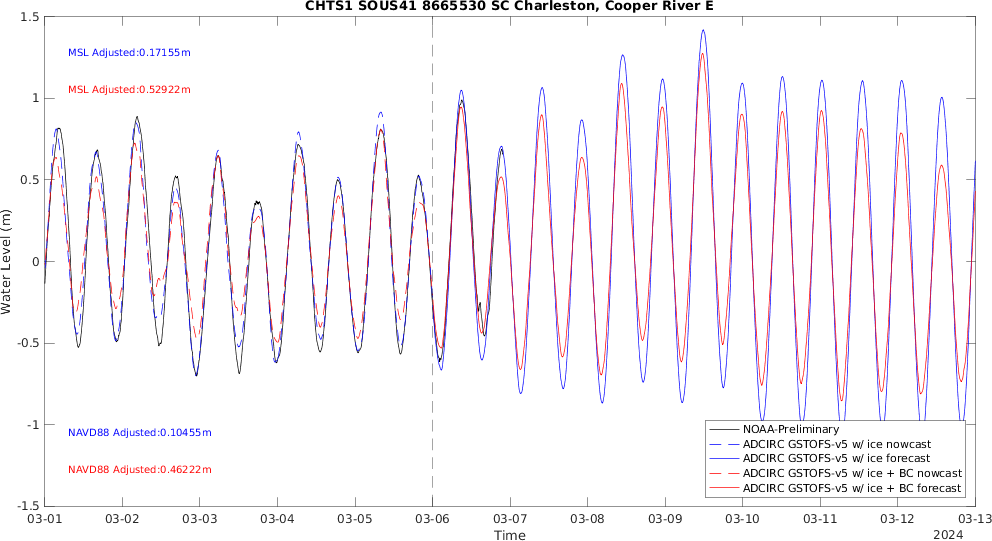 CHTS1 SOUS41 8665530 SC Charleston, Cooper River E
1.5
1
0.5
0
-0.5
-1
-1.5
Water Level (m)
MSL Adjusted:0.17155m
MSL Adjusted:0.52922m
NAVD88 Adjusted:0.10455m
NAVD88 Adjusted:0.46222m
NOAA-Preliminary
ADCIRC GSTOFS-v5 w/ ice nowcast
ADCIRC GSTOFS-v5 w/ ice forecast
ADCIRC GSTOFS-v5 w/ ice + BC nowcast
ADCIRC GSTOFS-v5 w/ ice + BC forecast
03-01 03-02 03-03 03-04 03-05 03-06 03-07 03-08 03-09 03-10 03-11 03-12 03-13
Time
2024